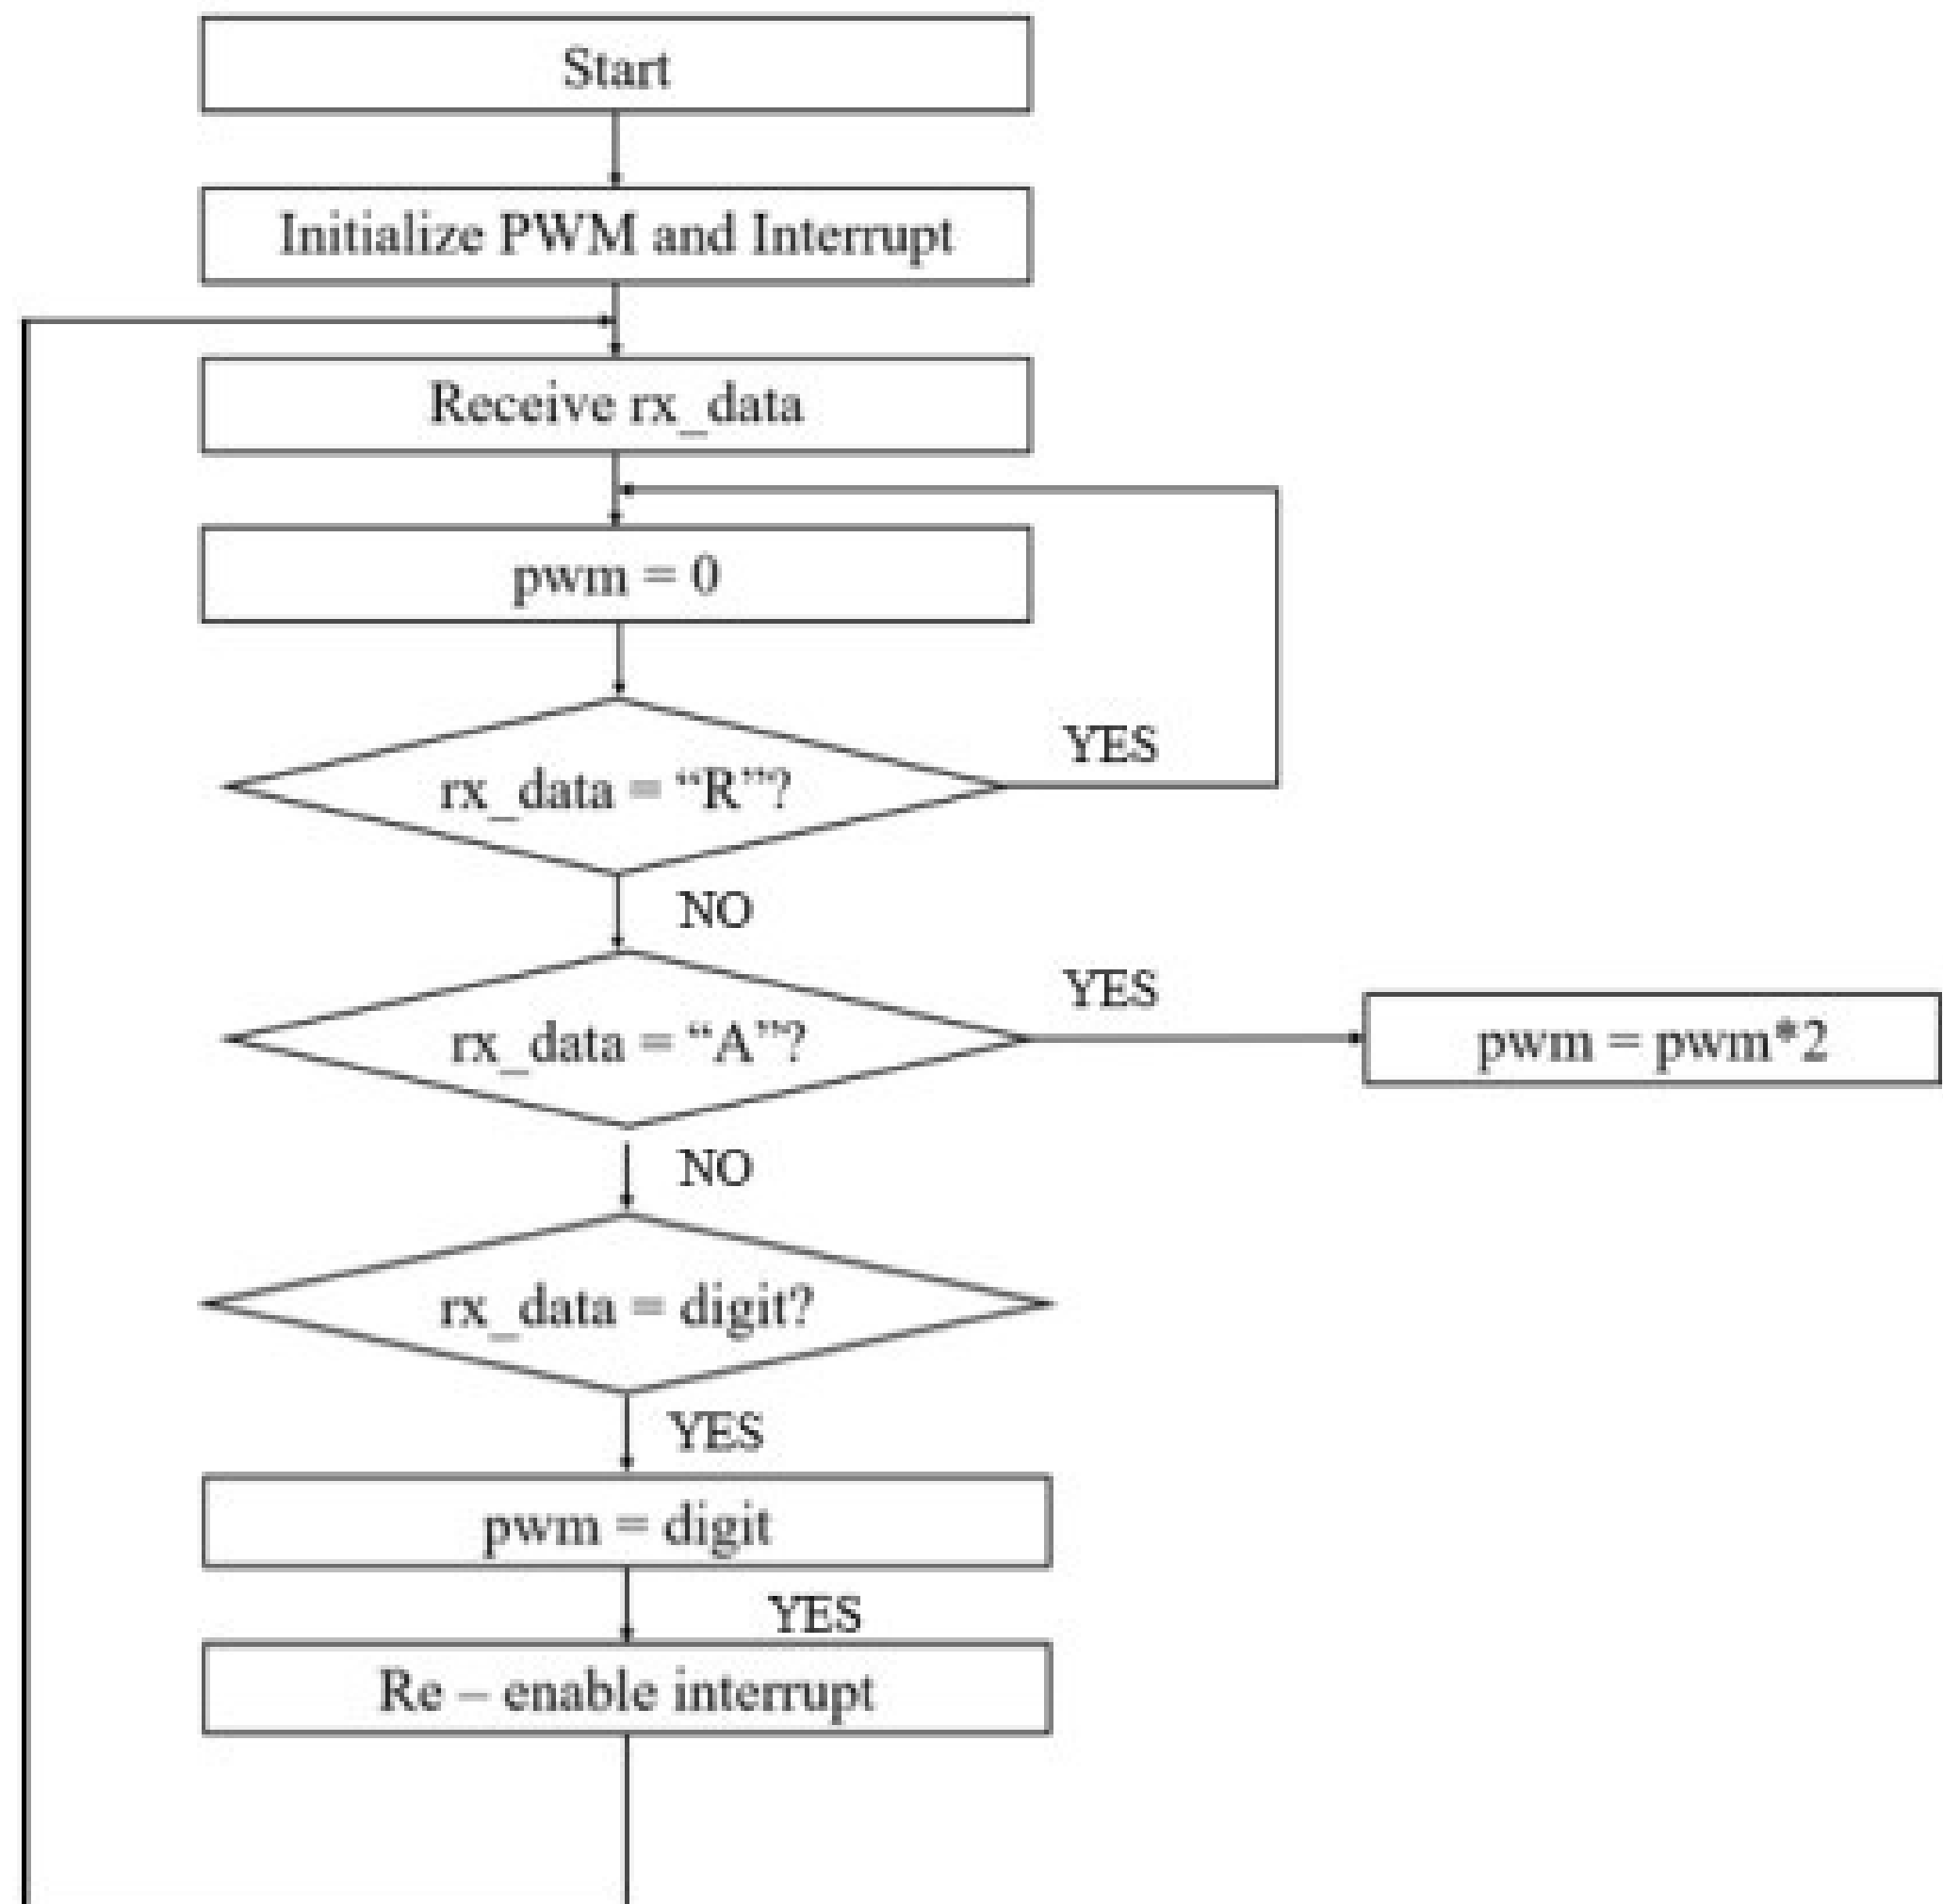 Start
Initialize PWM and Interrupt
Receive rx_data
pwm = 0
YES
rx_data = “R”?
NO
YES
rx_data = “A”?
pwm = pwm*2
NO
rx_data = digit?
YES
pwm = digit
YES
Re – enable interrupt